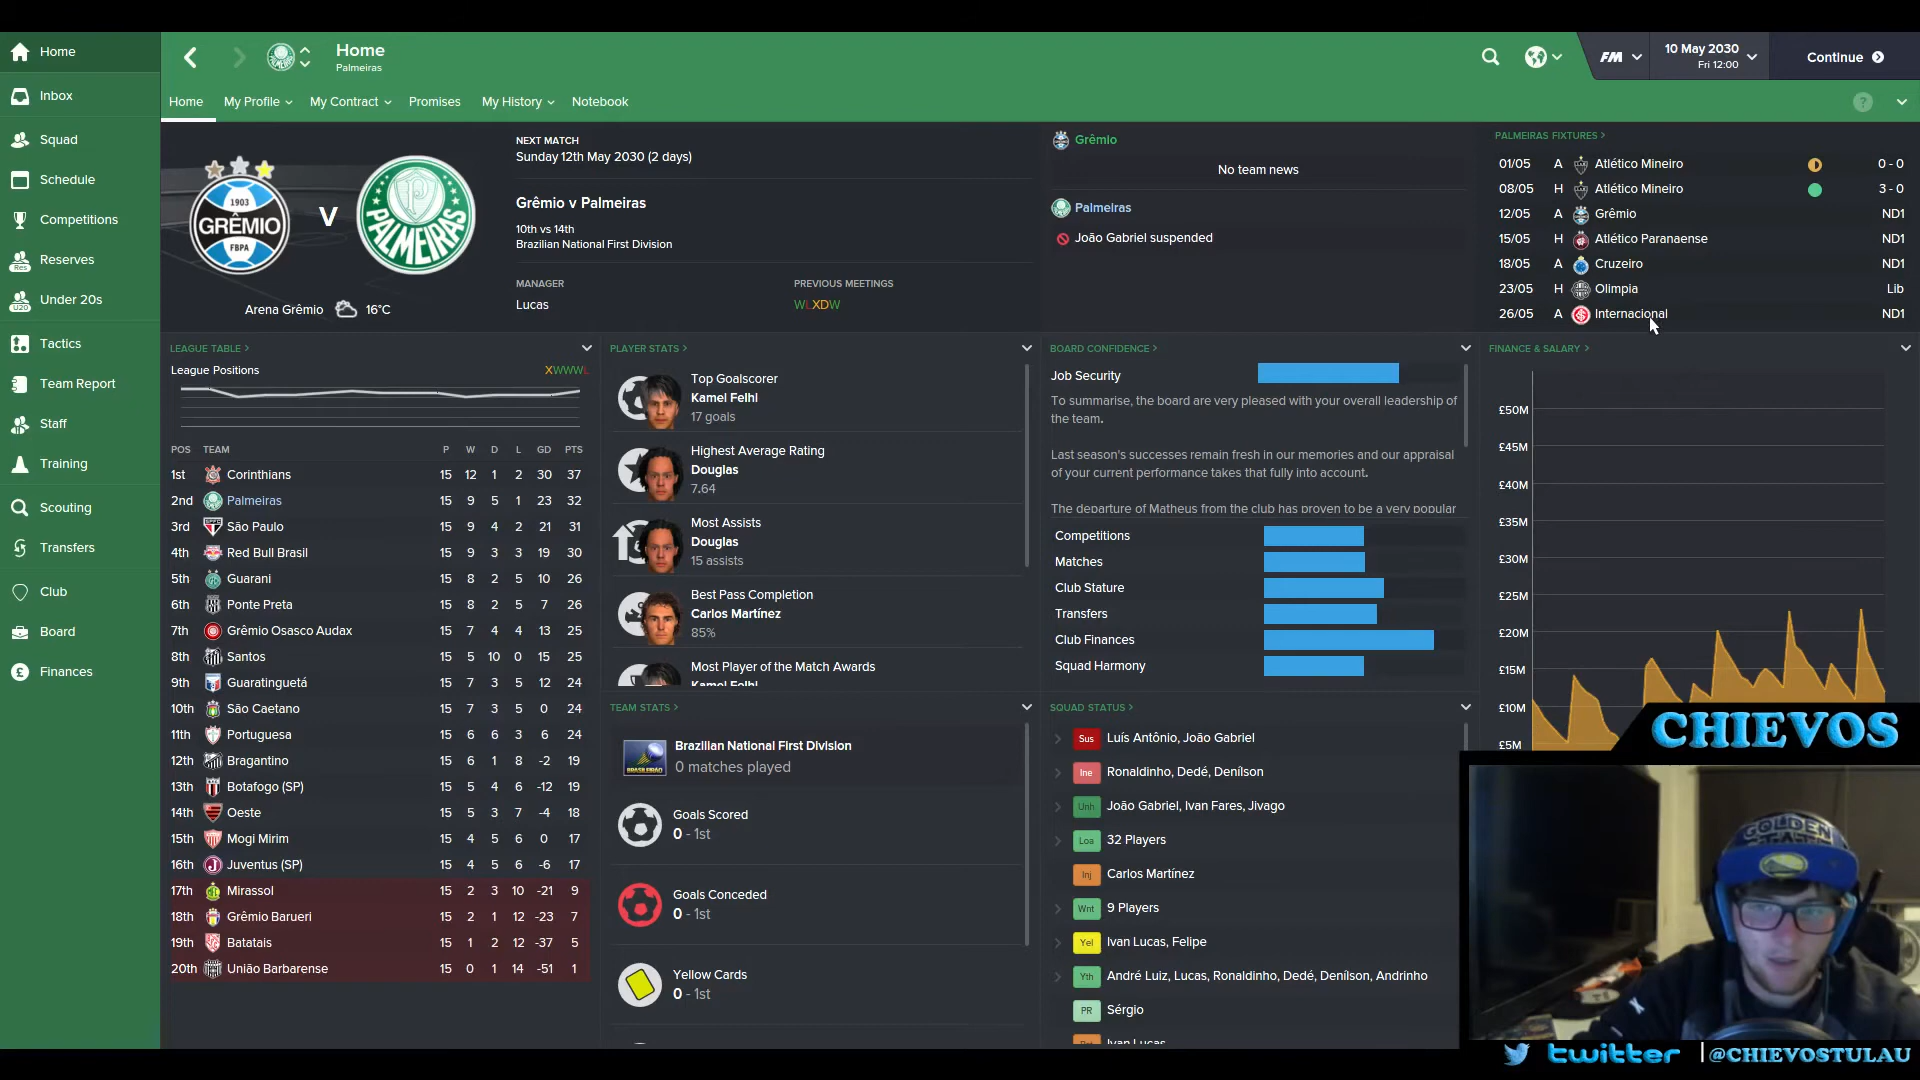 Home
Inbox
Squad
Schedule
Competitions
Reserves
Under 20s
Tactics
Team Report
Staff
Training
Scouting
Transfers
Club
Board
Finances
Home
Palmeiras
FM
10 May 2030
Fri 12:00
Continue
Home My Profile My Contract Promises My History Notebook
1903
GRÊMIO
FBPA
V
PALMEIRAS
Arena Grêmio 16°C
NEXT MATCH
Sunday 12th May 2030 (2 days)
Grêmio v Palmeiras
10th vs 14th
Brazilian National First Division
MANAGER
Lucas
PREVIOUS MEETINGS
WLXDW
Grêmio
No team news
Palmeiras
João Gabriel suspended
PALMEIRAS FIXTURES >
01/05 A Atlético Mineiro 0 - 0
08/05 H Atlético Mineiro 3 - 0
12/05 A Grêmio ND1
15/05 H Atlético Paranaense ND1
18/05 A Cruzeiro ND1
23/05 H Olimpia Lib
26/05 A Internacional ND1
LEAGUE TABLE >
League Positions XWWWL
POS TEAM P W D L GD PTS
1st Corinthians 15 12 1 2 30 37
2nd Palmeiras 15 9 5 1 23 32
3rd São Paulo 15 9 4 2 21 31
4th Red Bull Brasil 15 9 3 3 19 30
5th Guarani 15 8 2 5 10 26
6th Ponte Preta 15 8 2 5 7 26
7th Grêmio Osasco Audax 15 7 4 4 13 25
8th Santos 15 5 10 0 15 25
9th Guaratinguetá 15 7 3 5 12 24
10th São Caetano 15 7 3 5 0 24
11th Portuguesa 15 6 6 3 6 24
12th Bragantino 15 6 1 8 -2 19
13th Botafogo (SP) 15 5 4 6 -12 19
14th Oeste 15 5 3 7 -4 18
15th Mogi Mirim 15 4 5 6 0 17
16th Juventus (SP) 15 4 5 6 -6 17
17th Mirassol 15 2 3 10 -21 9
18th Grêmio Barueri 15 2 1 12 -23 7
19th Batatais 15 1 2 12 -37 5
20th União Barbarense 15 0 1 14 -51 1
PLAYER STATS >
Top Goalscorer
Kamel Felhi
17 goals
Highest Average Rating
Douglas
7.64
Most Assists
Douglas
15 assists
Best Pass Completion
Carlos Martínez
85%
Most Player of the Match Awards
Kamel Felhi
TEAM STATS >
Brazilian National First Division
0 matches played
Goals Scored
0 - 1st
Goals Conceded
0 - 1st
Yellow Cards
0 - 1st
BOARD CONFIDENCE >
Job Security
To summarise, the board are very pleased with your overall leadership of
the team.
Last season's successes remain fresh in our memories and our appraisal
of your current performance takes that fully into account.
The departure of Matheus from the club has proven to be a very popular
Competitions
Matches
Club Stature
Transfers
Club Finances
Squad Harmony
SQUAD STATUS >
Sus Luís Antônio, João Gabriel
Ine Ronaldinho, Dedé, Denílson
Unh João Gabriel, Ivan Fares, Jivago
Loa 32 Players
Inj Carlos Martínez
Wnt 9 Players
Yel Ivan Lucas, Felipe
Yth André Luiz, Lucas, Ronaldinho, Dedé, Denílson, Andrinho
PR Sérgio
Ivan Lucas
FINANCE & SALARY >
£50M
£45M
£40M
£35M
£30M
£25M
£20M
£15M
£10M
£5M
CHIEVOS
GOLDEN STATE
twitter | @CHIEVOSTULAU